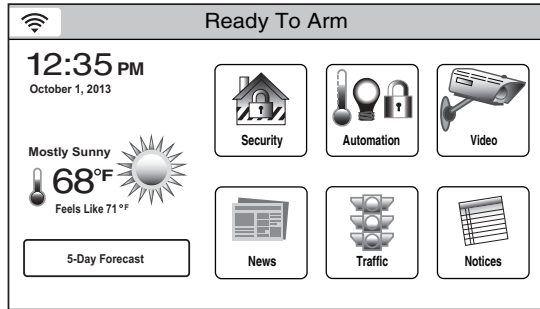 Ready To Arm
12:35 PM
October 1, 2013
Mostly Sunny
68°F
Feels Like 71 °F
5-Day Forecast
Security
Automation
Video
News
Traffic
Notices